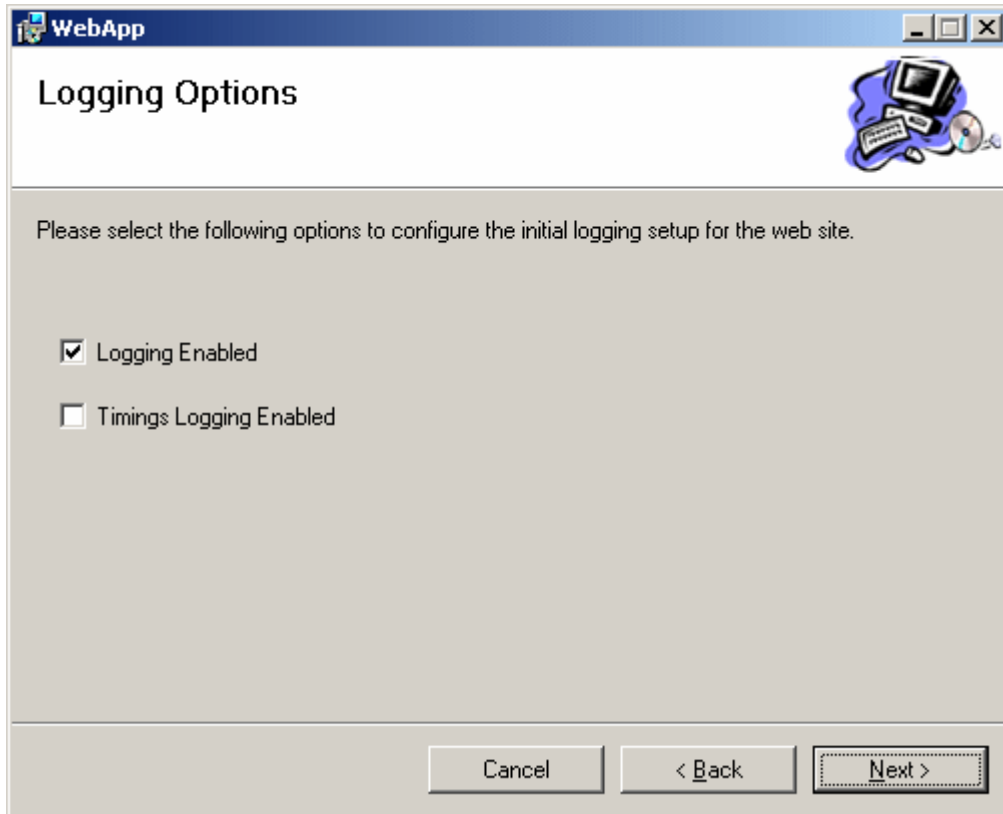 WebApp
Logging Options
Please select the following options to configure the initial logging setup for the web site.
Logging Enabled
Timings Logging Enabled
Cancel
< Back
Next >